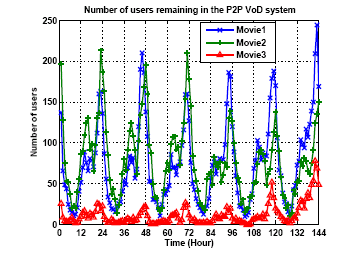 Number of users remaining in the P2P VoD system
Number of users
250
200
150
100
50
0
Movie1
Movie2
Movie3
0 12 24 36 48 60 72 84 96 108 120 132 144
Time (Hour)